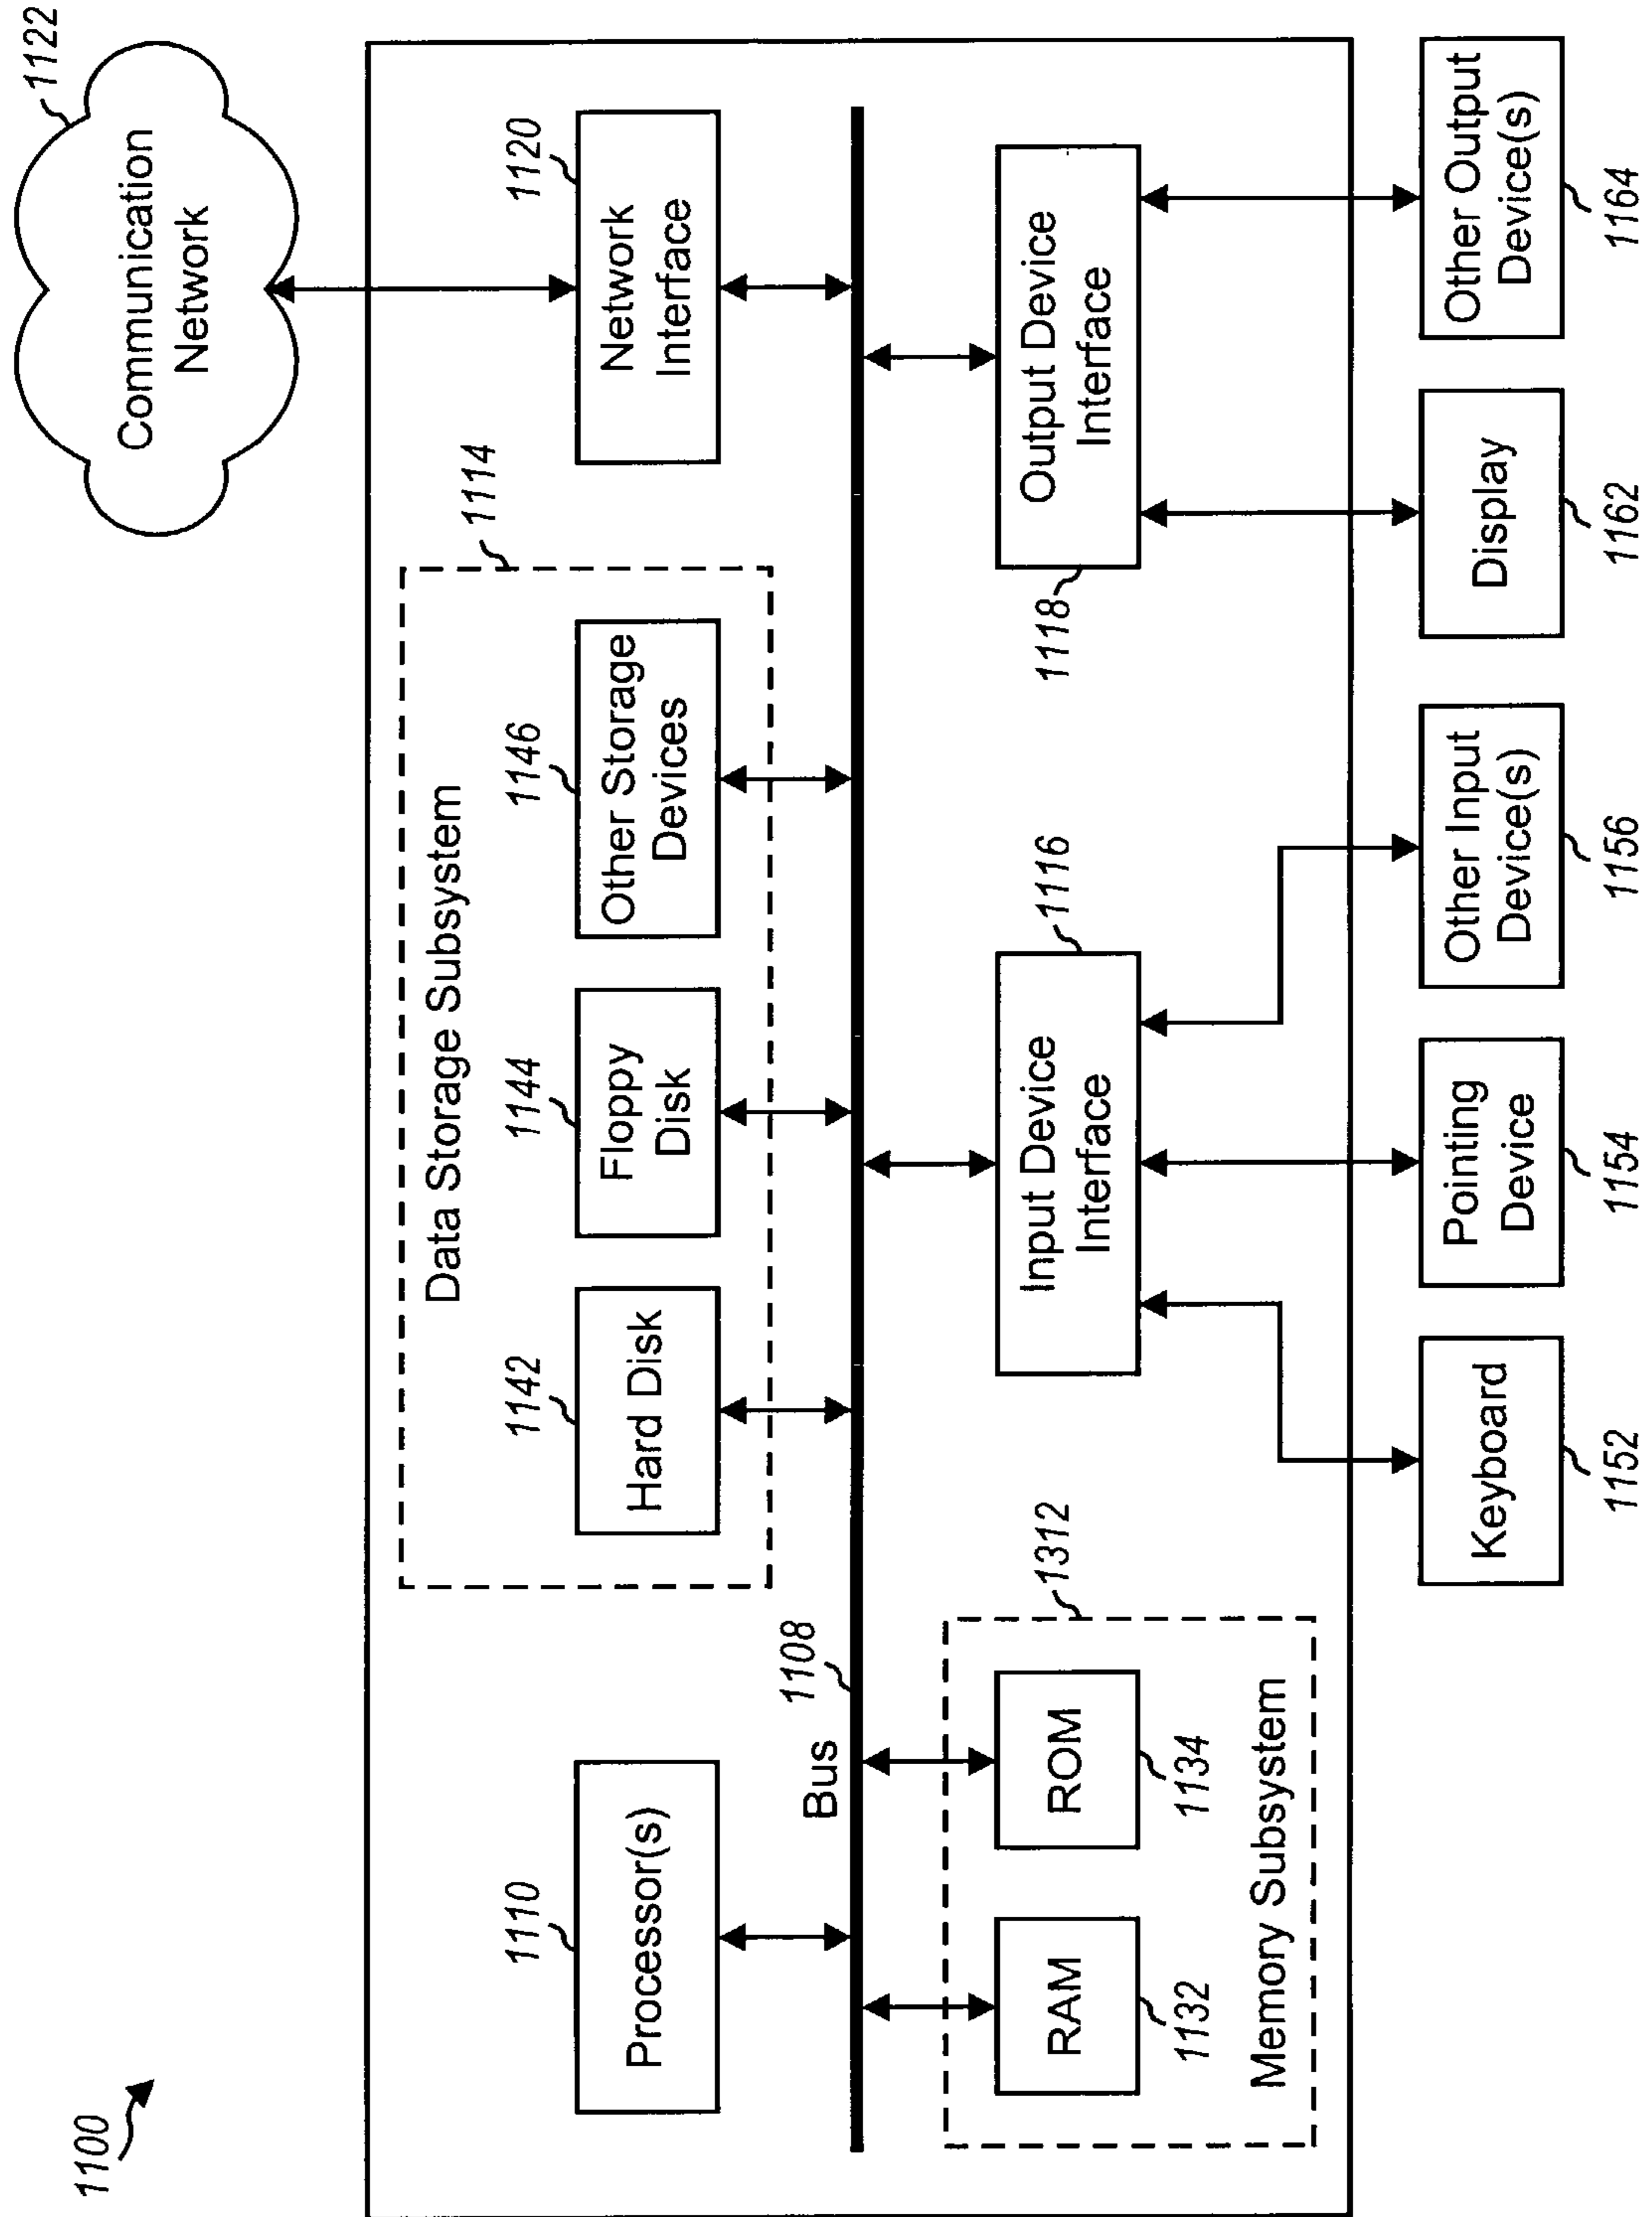 1100
1122
Communication
Network
1114
Data Storage Subsystem
1110
Processor(s)
1142
Hard Disk
1144
Floppy
Disk
1146
Other Storage
Devices
1120
Network
Interface
Bus
1108
1312
RAM
1132
ROM
1134
Memory Subsystem
1116
Input Device
Interface
1118
Output Device
Interface
Keyboard
1152
Pointing
Device
1154
Other Input
Device(s)
1156
Display
1162
Other Output
Device(s)
1164